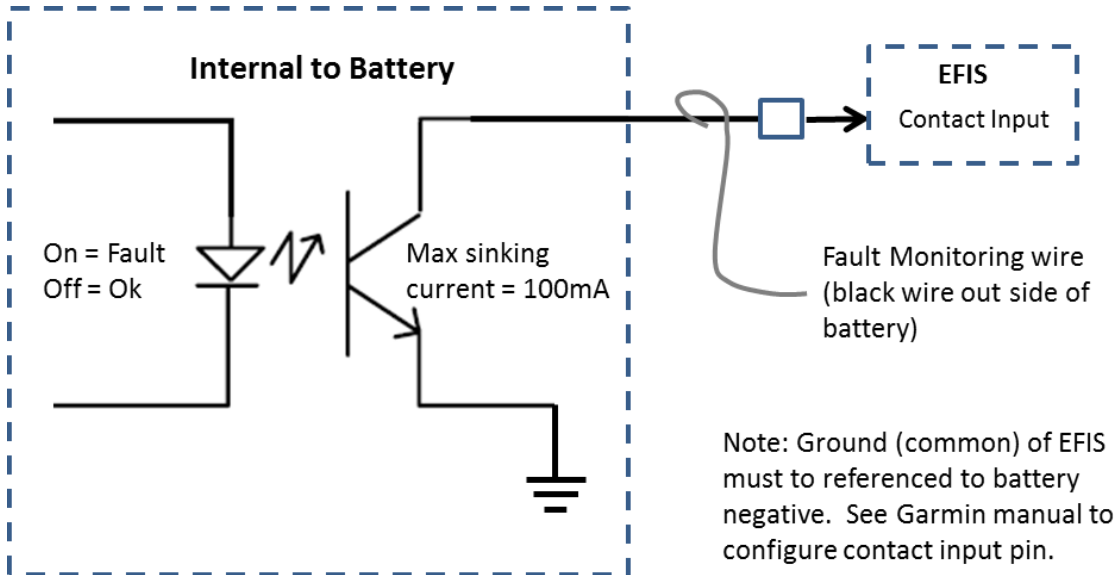 Internal to Battery
EFIS
Contact Input
On = Fault
Off = Ok
Max sinking
current = 100mA
Fault Monitoring wire
(black wire out side of
battery)
Note: Ground (common) of EFIS
must to referenced to battery
negative.  See Garmin manual to
configure contact input pin.